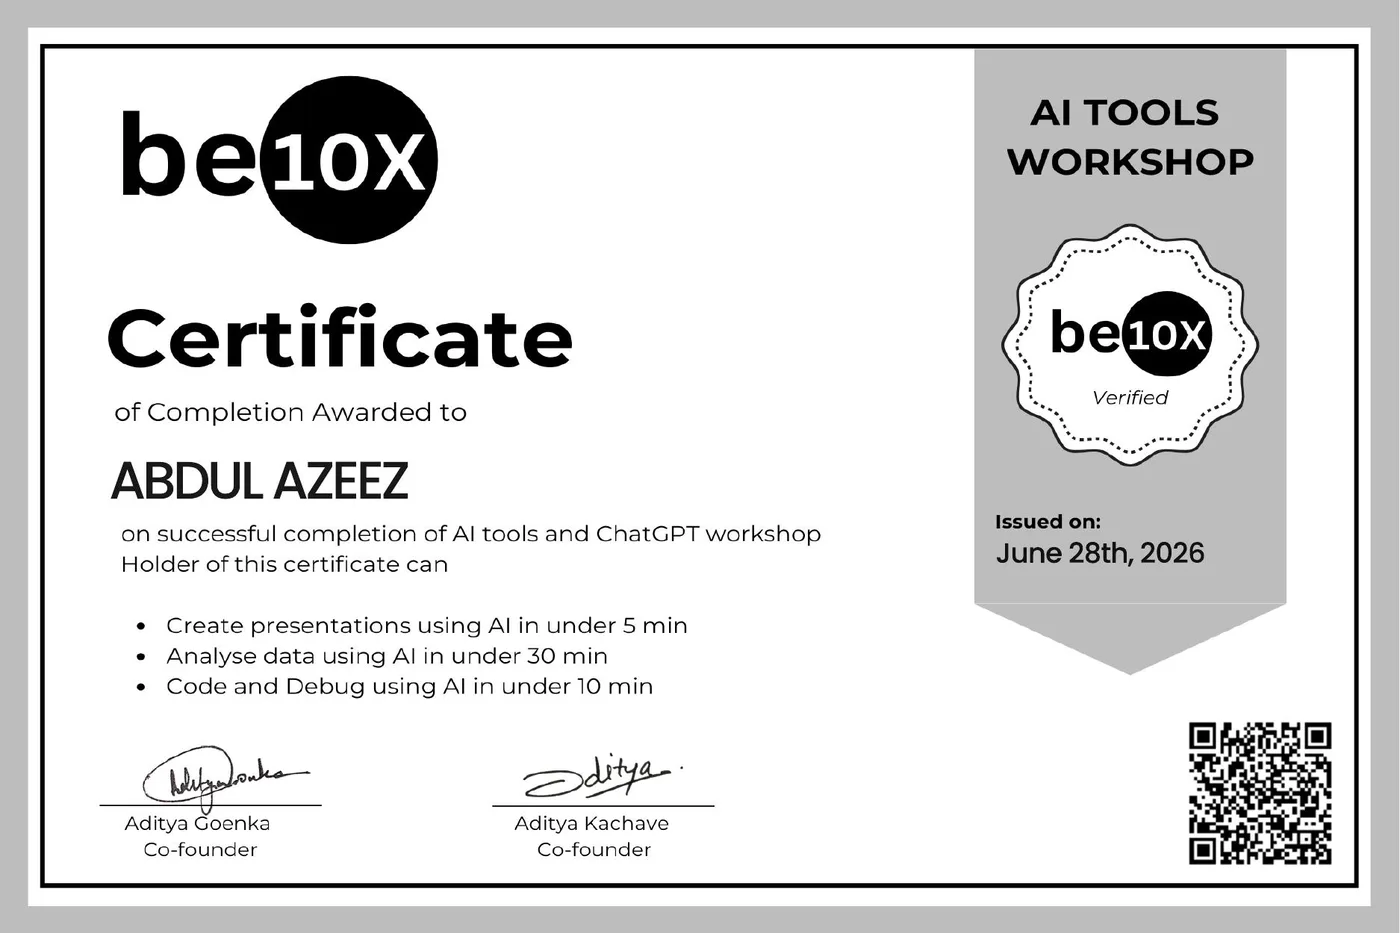 be10X
Certificate
of Completion Awarded to
ABDUL AZEEZ
on successful completion of AI tools and ChatGPT workshop
Holder of this certificate can
• Create presentations using AI in under 5 min
• Analyse data using AI in under 30 min
• Code and Debug using AI in under 10 min
AdityaGoenka
Aditya Goenka
Co-founder
Aditya
Aditya Kachave
Co-founder
AI TOOLS
WORKSHOP
be10X
Verified
Issued on:
June 28th, 2026